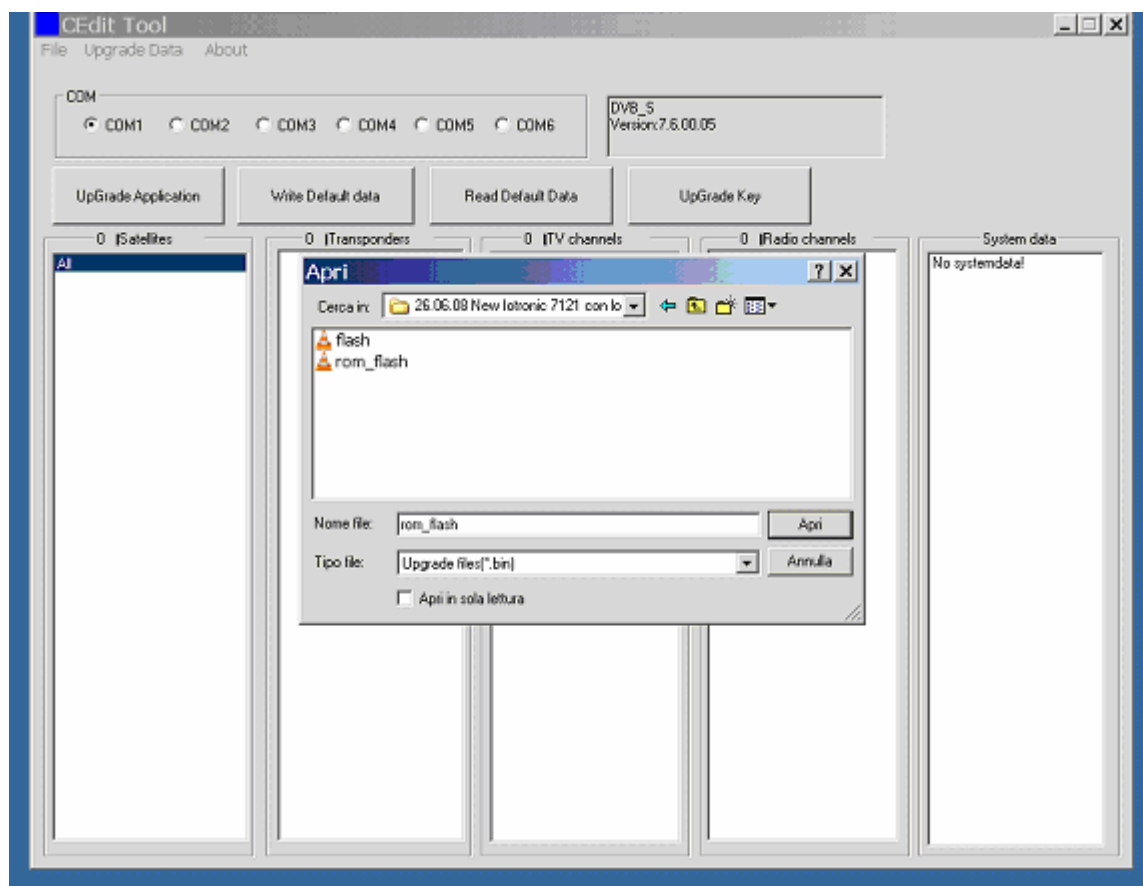 CEdit Tool
File Upgrade Data About
COM
COM1 COM2 COM3 COM4 COM5 COM6
DVB_S
Version:7.6.00.05
UpGrade Application
Write Default data
Read Default Data
UpGrade Key
0 Satellites
0 Transponders
0 TV channels
0 Radio channels
System data
All
No systemdata!
Apri
Cerca in:
26.06.08 New Iotronic 7121 con lo
flash
rom_flash
Nome file:
rom_flash
Apri
Tipo file:
Upgrade files(*.bin)
Annulla
Apri in sola lettura